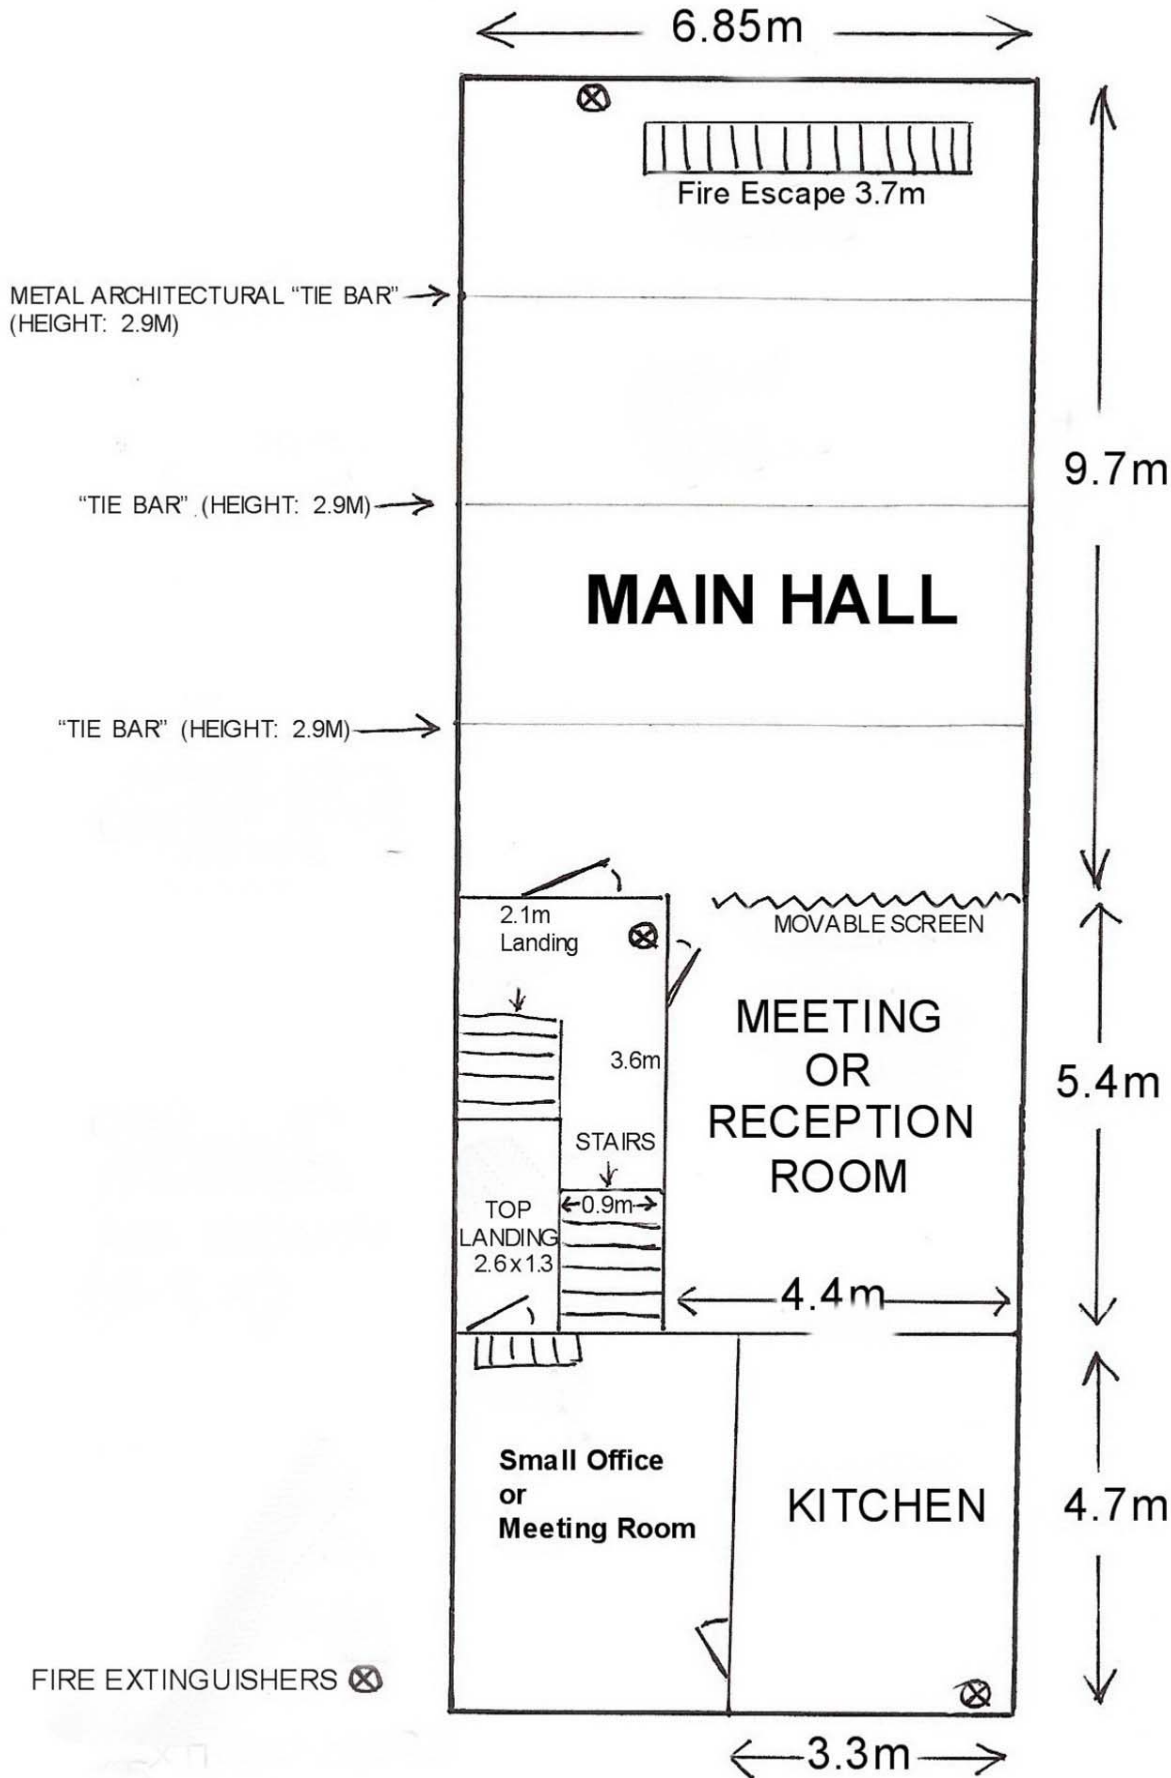 6.85m
Fire Escape 3.7m
METAL ARCHITECTURAL “TIE BAR”
(HEIGHT: 2.9M)
9.7m
“TIE BAR” (HEIGHT: 2.9M)
MAIN HALL
“TIE BAR” (HEIGHT: 2.9M)
2.1m
Landing
MOVABLE SCREEN
MEETING
OR
RECEPTION
ROOM
3.6m
5.4m
STAIRS
0.9m
TOP
LANDING
2.6 x 1.3
4.4m
Small Office
or
Meeting Room
KITCHEN
4.7m
FIRE EXTINGUISHERS
3.3m